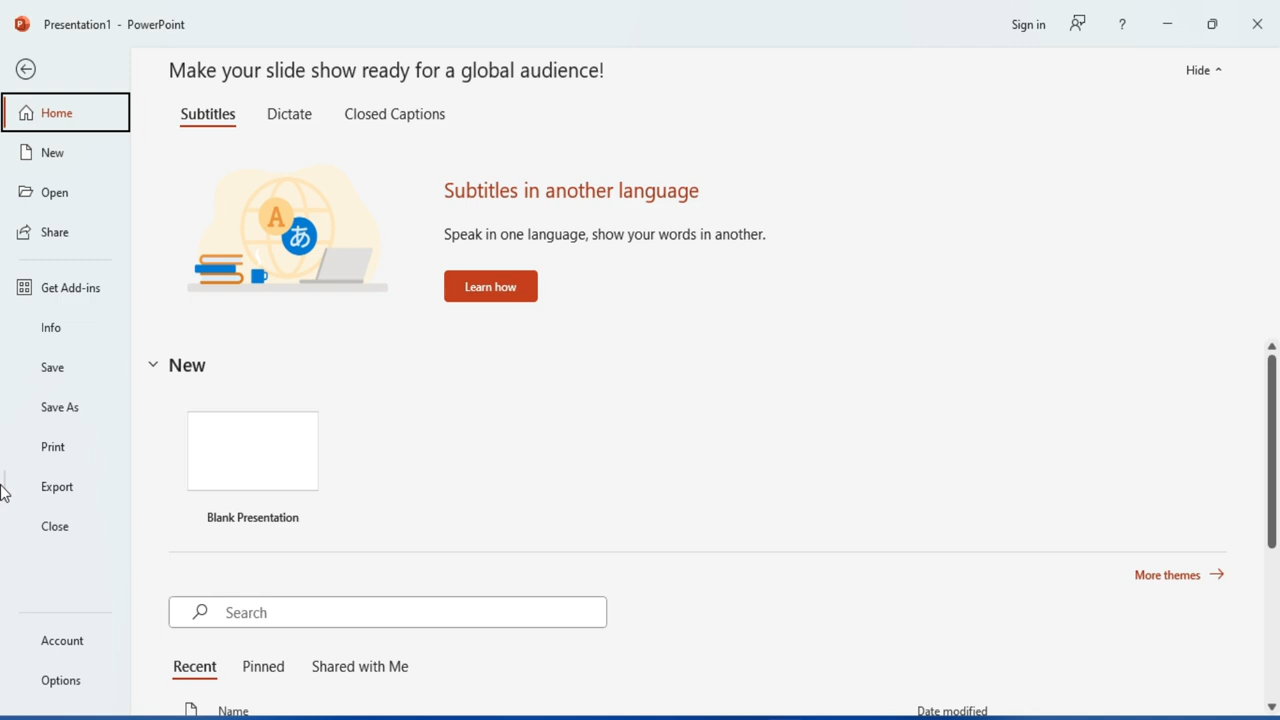 Presentation1 - PowerPoint
Sign in
Make your slide show ready for a global audience!
Hide
Subtitles
Dictate
Closed Captions
Home
New
Open
Share
Get Add-ins
Info
Save
Save As
Print
Export
Close
Account
Options
A
あ
Subtitles in another language
Speak in one language, show your words in another.
Learn how
New
Blank Presentation
More themes
Search
Recent
Pinned
Shared with Me
Name
Date modified